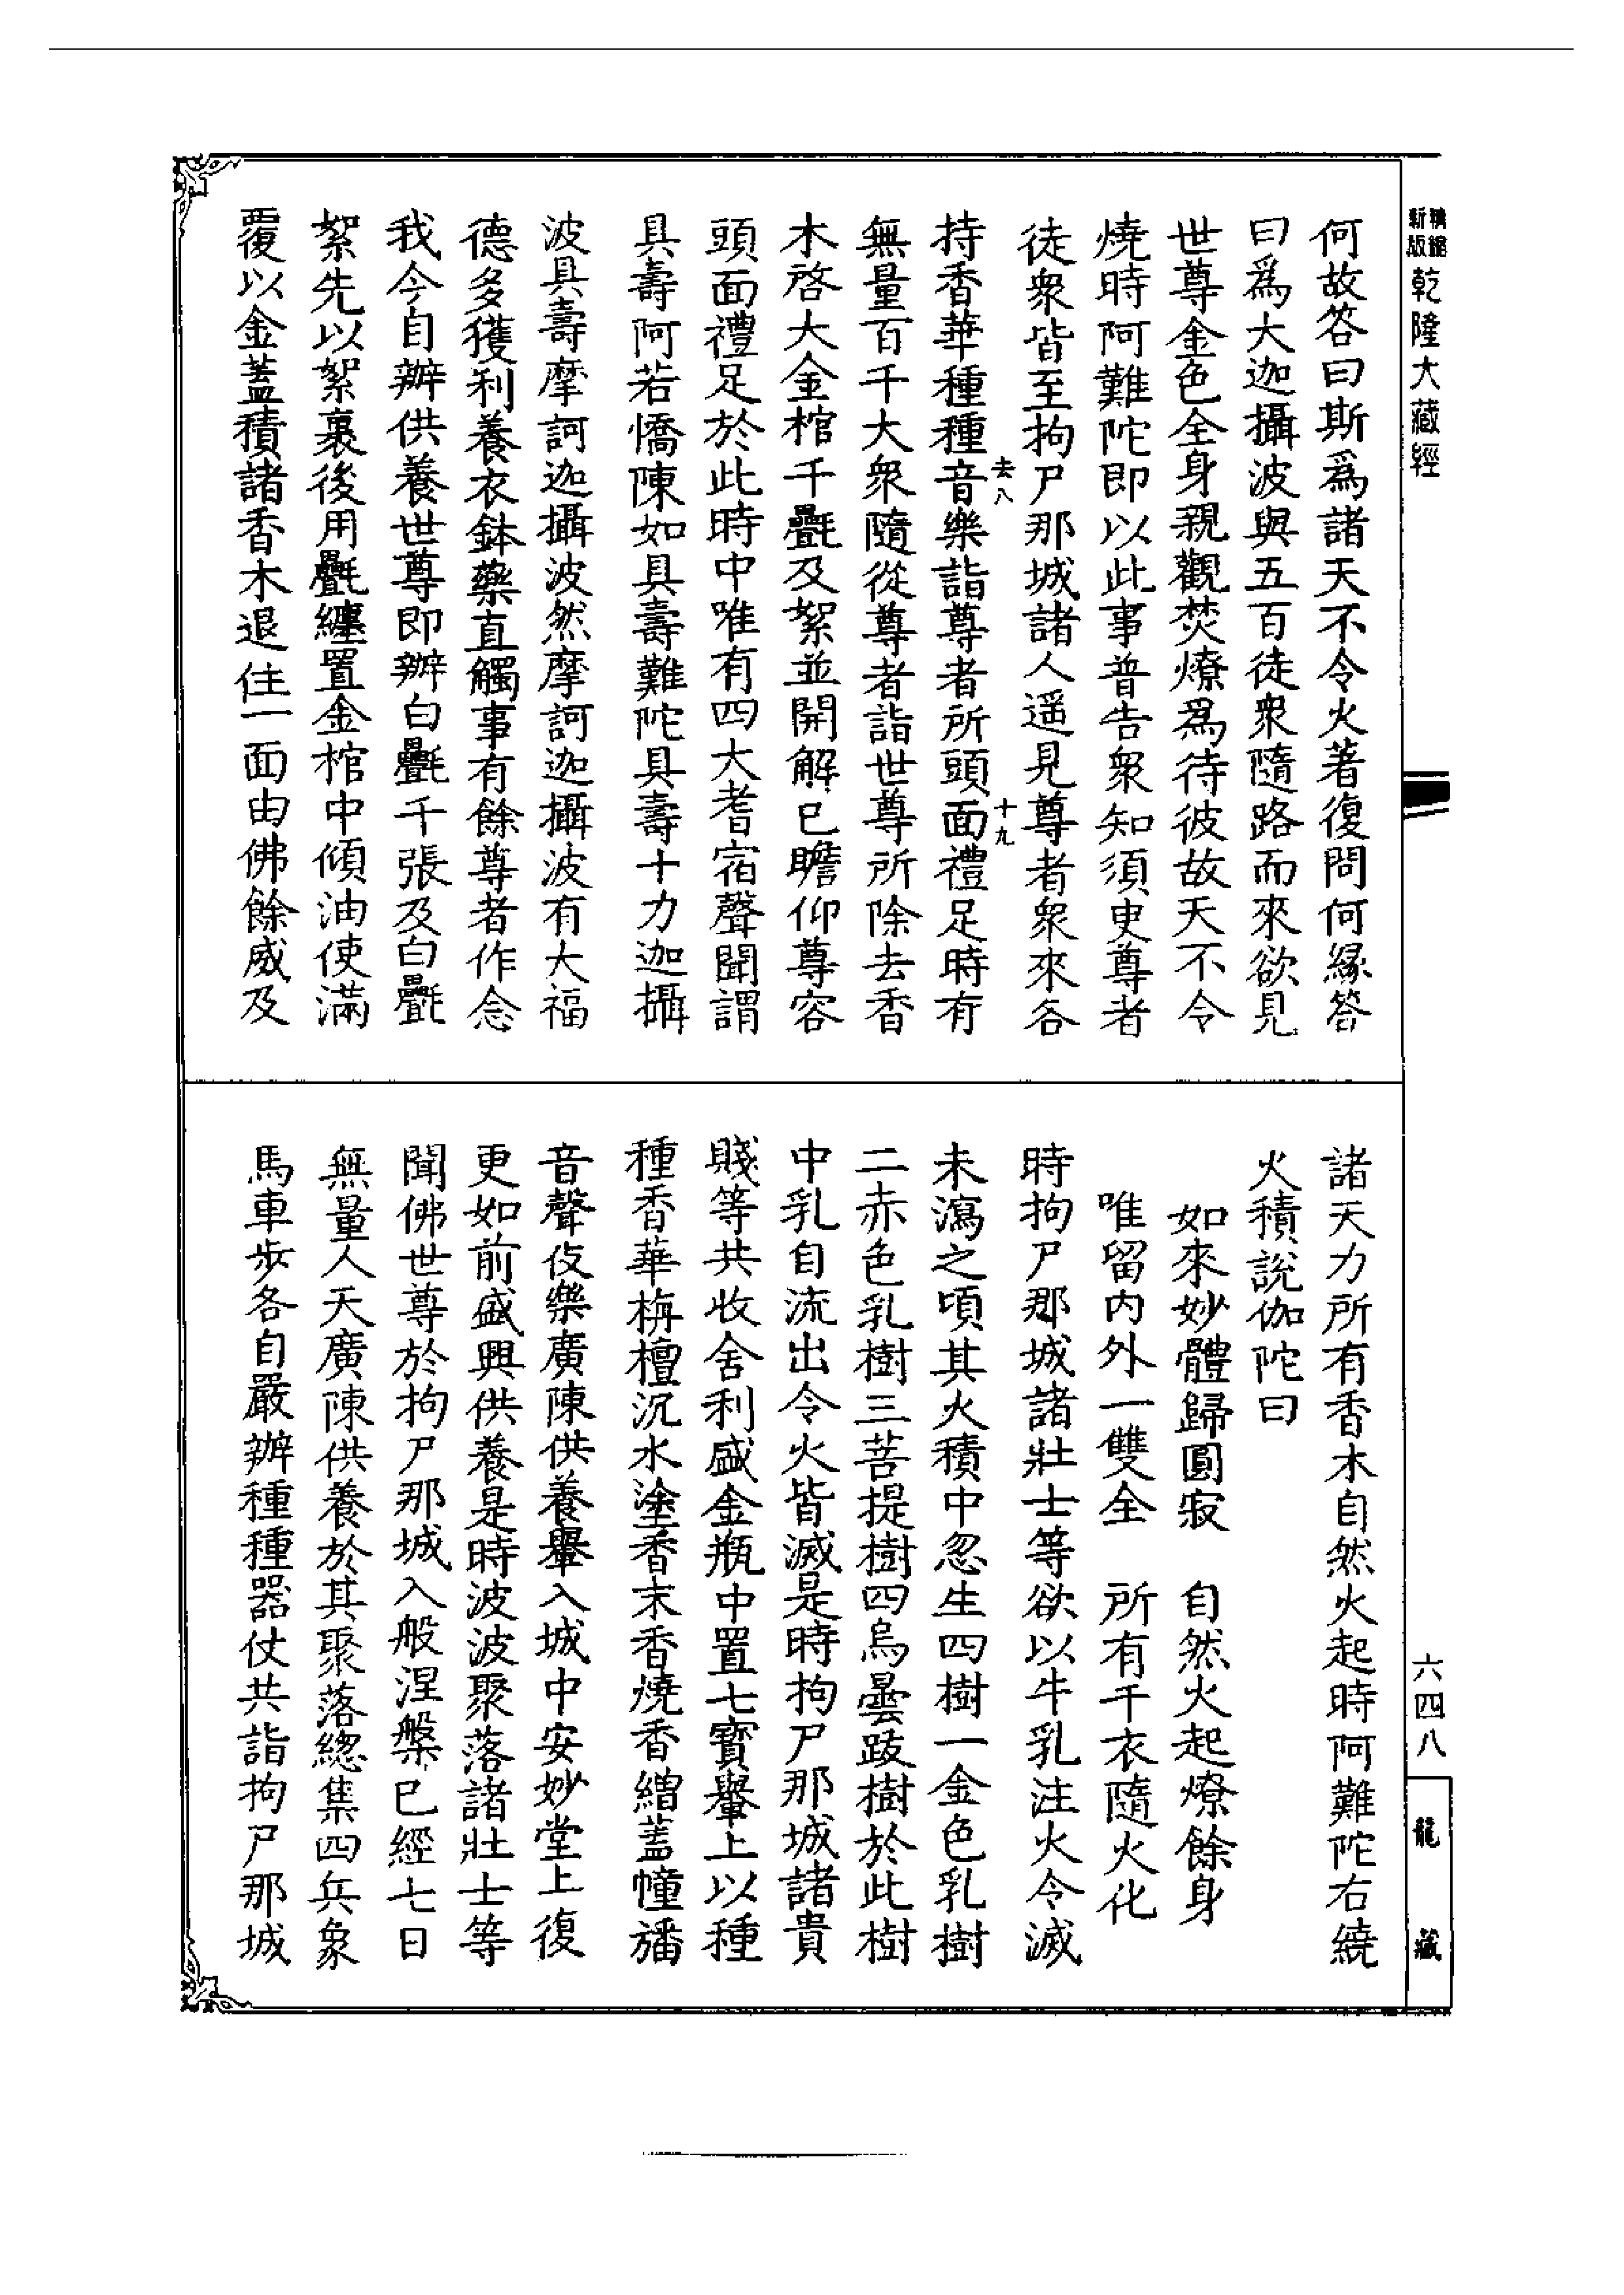 精縮新版
乾隆大藏經
何故答曰斯為諸天不令火著復問何緣答
曰為大迦攝波與五百徒衆隨路而來欲見
世尊金色全身親觀焚燎為待彼故天不令
燒時阿難陀即以此事普告衆知須臾尊者
徒衆皆至拘尸那城諸人遥見尊者衆來各
去八
十九
持香華種種音樂詣尊者所頭面禮足時有
無量百千大衆隨從尊者詣世尊所除去香
木啓大金棺千㲲及絮並開解已瞻仰尊容
頭面禮足於此時中唯有四大耆宿聲聞謂
具壽阿若憍陳如具壽難陀具壽十力迦攝
波具壽摩訶迦攝波然摩訶迦攝波有大福
德多獲利養衣鉢藥直觸事有餘尊者作念
我今自辦供養世尊即辦白㲲千張及白㲲
絮先以絮裹後用㲲纏置金棺中傾油使滿
覆以金蓋積諸香木退住一面由佛餘威及
諸天力所有香木自然火起時阿難陀右繞
火積說伽陀曰
如來妙體歸圓寂　自然火起燎餘身
唯留内外一雙全　所有千衣隨火化
時拘尸那城諸壯士等欲以牛乳注火令滅
未瀉之頃其火積中忽生四樹一金色乳樹
二赤色乳樹三菩提樹四烏曇跋樹於此樹
中乳自流出令火皆滅是時拘尸那城諸貴
賤等共收舍利盛金瓶中置七寶轝上以種
種香華栴檀沉水塗香末香燒香繒蓋幢旛
音聲伎樂廣陳供養轝入城中安妙堂上復
更如前盛興供養是時波波聚落諸壯士等
聞佛世尊於拘尸那城入般涅槃已經七日
無量人天廣陳供養於其聚落總集四兵象
馬車步各自嚴辦種種器仗共詣拘尸那城
六四八
龍藏